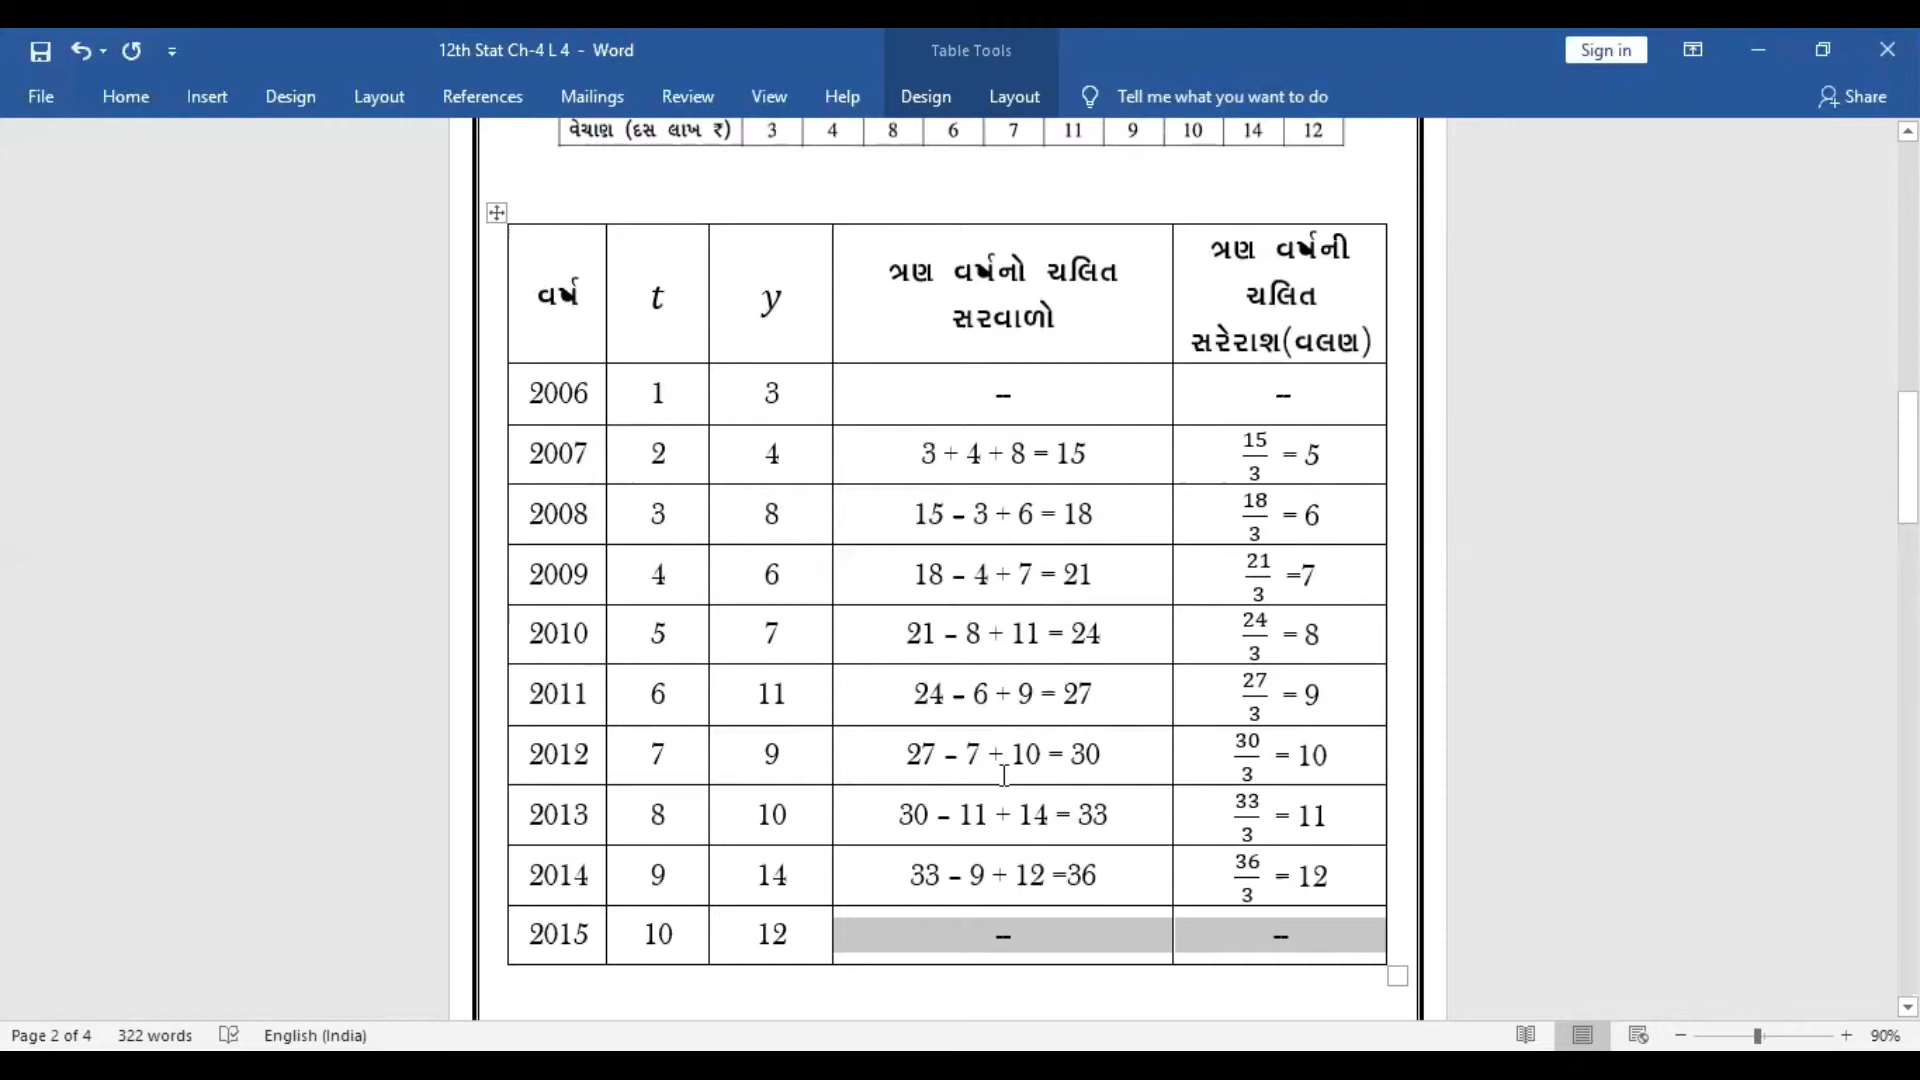 12th Stat Ch-4 L 4 - Word
Table Tools
Sign in
File Home Insert Design Layout References Mailings Review View Help Design Layout Tell me what you want to do Share
વેચાણ (દસ લાખ ₹) 3 4 8 6 7 11 9 10 14 12
વર્ષ t y ત્રણ વર્ષનો ચલિત સરવાળો ત્રણ વર્ષની ચલિત સરેરાશ(વલણ)
2006 1 3 -- --
2007 2 4 3 + 4 + 8 = 15 15/3 = 5
2008 3 8 15 – 3 + 6 = 18 18/3 = 6
2009 4 6 18 – 4 + 7 = 21 21/3 =7
2010 5 7 21 – 8 + 11 = 24 24/3 = 8
2011 6 11 24 – 6 + 9 = 27 27/3 = 9
2012 7 9 27 – 7 + 10 = 30 30/3 = 10
2013 8 10 30 – 11 + 14 = 33 33/3 = 11
2014 9 14 33 – 9 + 12 =36 36/3 = 12
2015 10 12 -- --
Page 2 of 4 322 words English (India) 90%